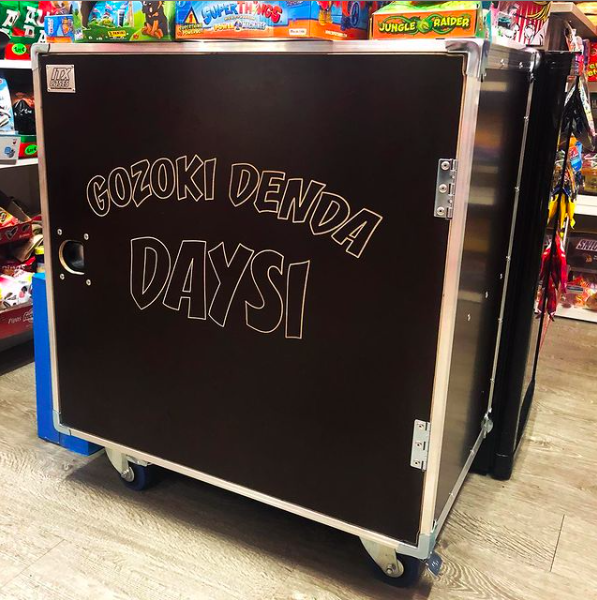 SUPERTHINGS
JUNGLE RAIDER
GOZOKI DENDA
DAYSI